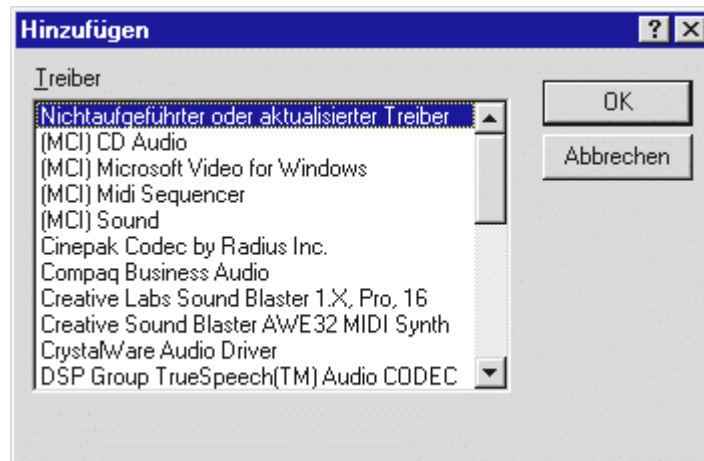 Hinzufügen
Treiber
Nichtaufgeführter oder aktualisierter Treiber
(MCI) CD Audio
(MCI) Microsoft Video for Windows
(MCI) Midi Sequencer
(MCI) Sound
Cinepak Codec by Radius Inc.
Compaq Business Audio
Creative Labs Sound Blaster 1.X, Pro, 16
Creative Sound Blaster AWE32 MIDI Synth
CrystalWare Audio Driver
DSP Group TrueSpeech(TM) Audio CODEC
OK
Abbrechen